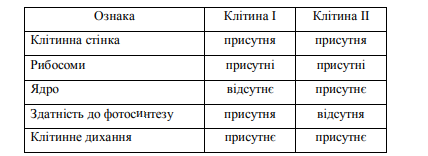 Ознака Клітина І Клітина ІІ
Клітинна стінка присутня присутня
Рибосоми присутні присутні
Ядро відсутнє присутнє
Здатність до фотосинтезу присутня відсутня
Клітинне дихання присутнє присутнє